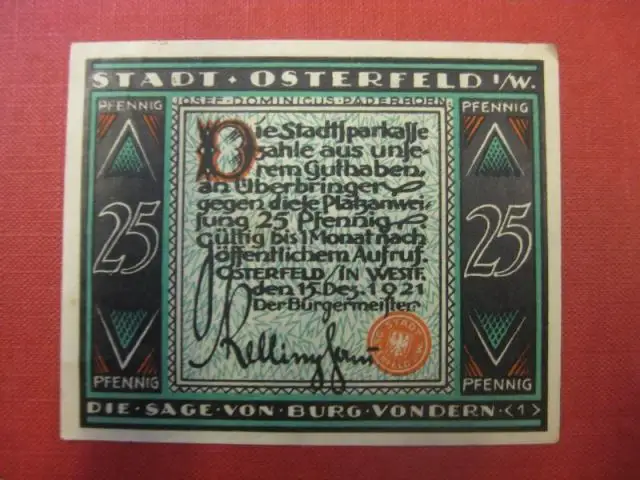 STADT · OSTERFELD i/W.
PFENNIG
JOSEF·DOMINICUS·PADERBORN
PFENNIG
Die Stadtsparkasse
zahle aus unse-
rem Guthaben,
an Überbringer
gegen diese Platzanwei-
sung 25 Pfennig
Gültig bis 1 Monat nach
öffentlichem Aufruf.
OSTERFELD/IN WESTF.
den 15. Dez. 1921
Der Bürgermeister
Kellinghaus
25
25
STADT
PFENNIG
PFENNIG
DIE · SAGE · VON · BURG · VONDERN · <1>